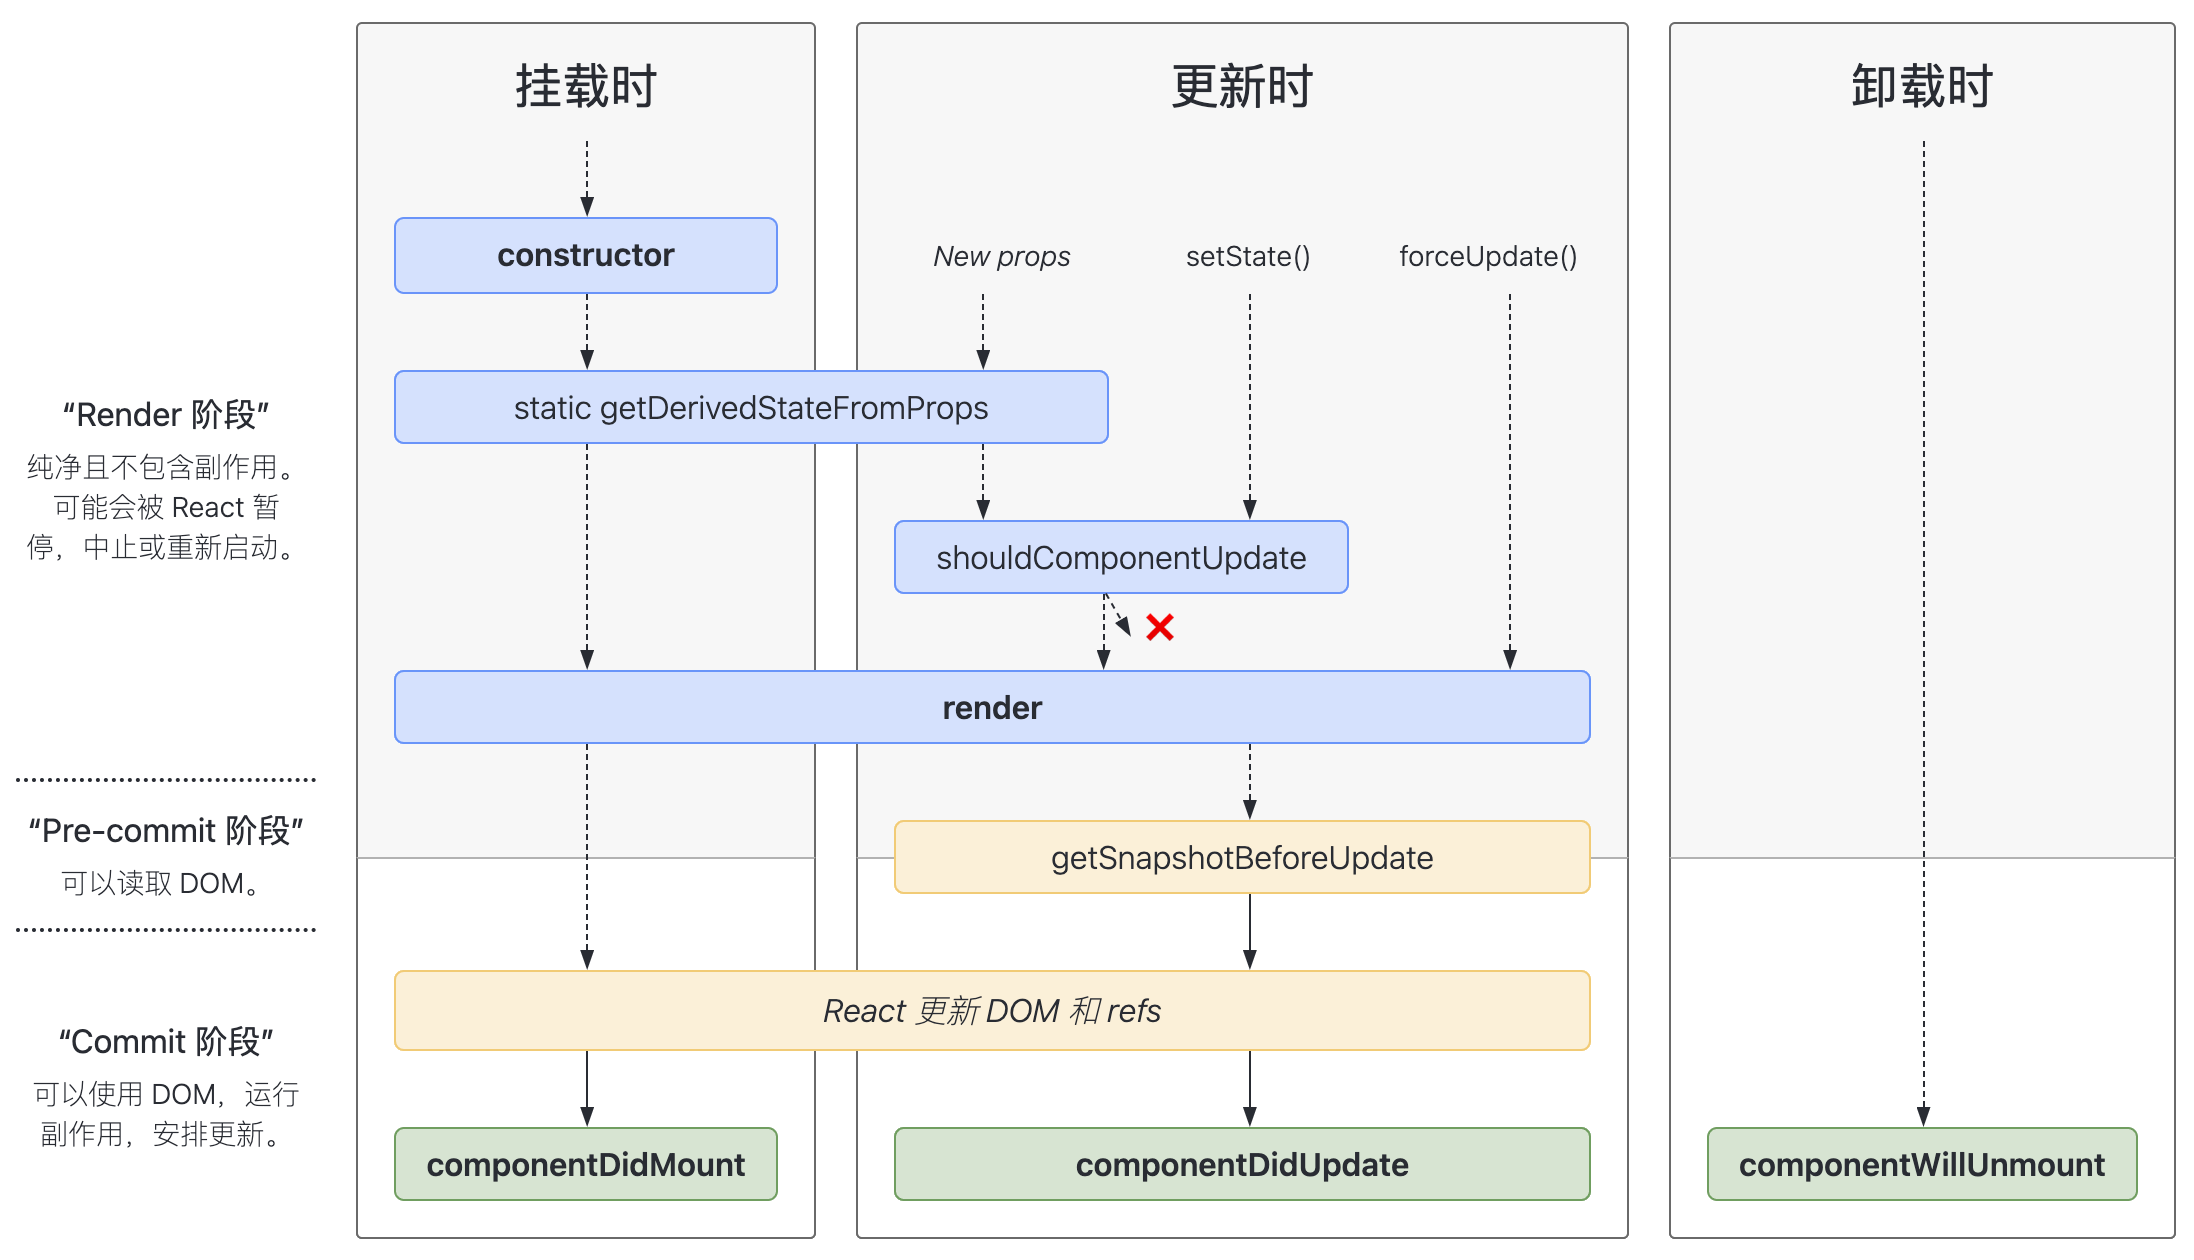 挂载时
更新时
卸载时
constructor
New props
setState()
forceUpdate()
static getDerivedStateFromProps
shouldComponentUpdate
render
getSnapshotBeforeUpdate
React 更新 DOM 和 refs
componentDidMount
componentDidUpdate
componentWillUnmount
“Render 阶段”
纯净且不包含副作用。
可能会被 React 暂
停，中止或重新启动。
“Pre-commit 阶段”
可以读取 DOM。
“Commit 阶段”
可以使用 DOM，运行
副作用，安排更新。